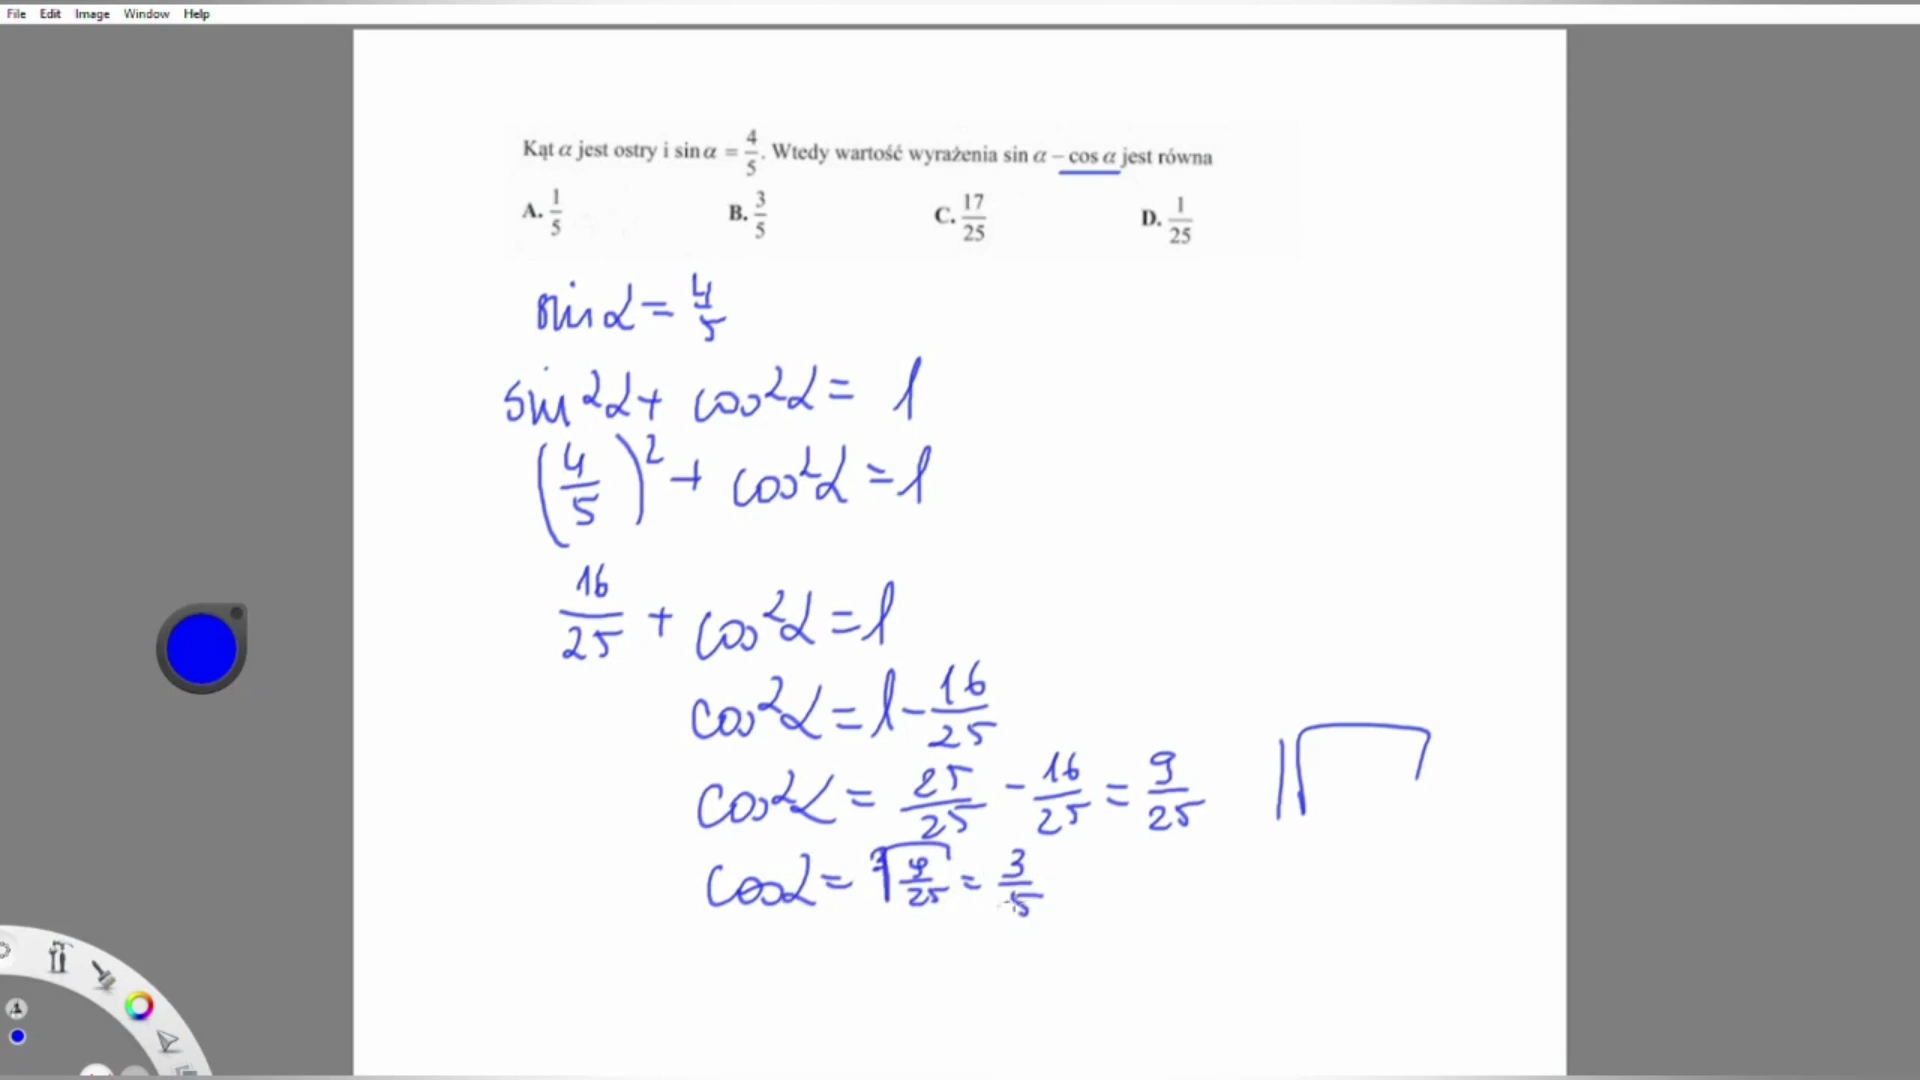 File Edit Image Window Help
Kąt α jest ostry i sin α = 4/5. Wtedy wartość wyrażenia sin α – cos α jest równa
A. 1/5 B. 3/5 C. 17/25 D. 1/25
sin α = 4/5
sin²α + cos²α = 1
(4/5)² + cos²α = 1
16/25 + cos²α = 1
cos²α = 1 - 16/25
cos²α = 25/25 - 16/25 = 9/25
cos α = √(9/25) = 3/5